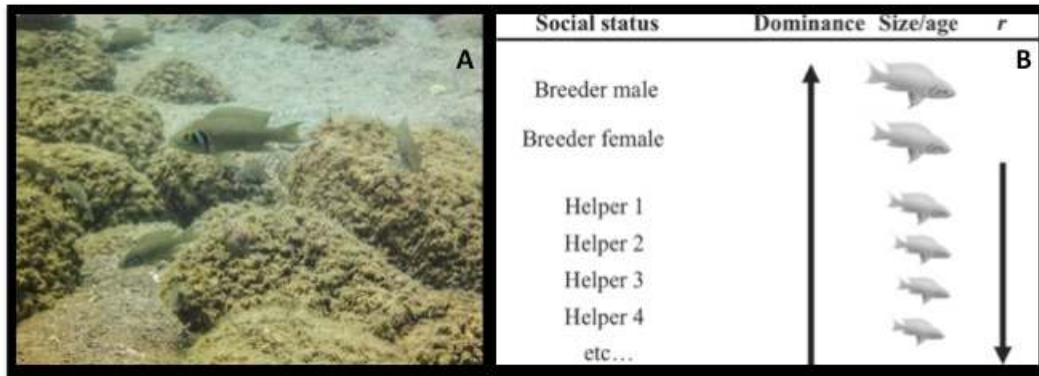 A
Social status Dominance Size/age r
B
Breeder male
Breeder female
Helper 1
Helper 2
Helper 3
Helper 4
etc...